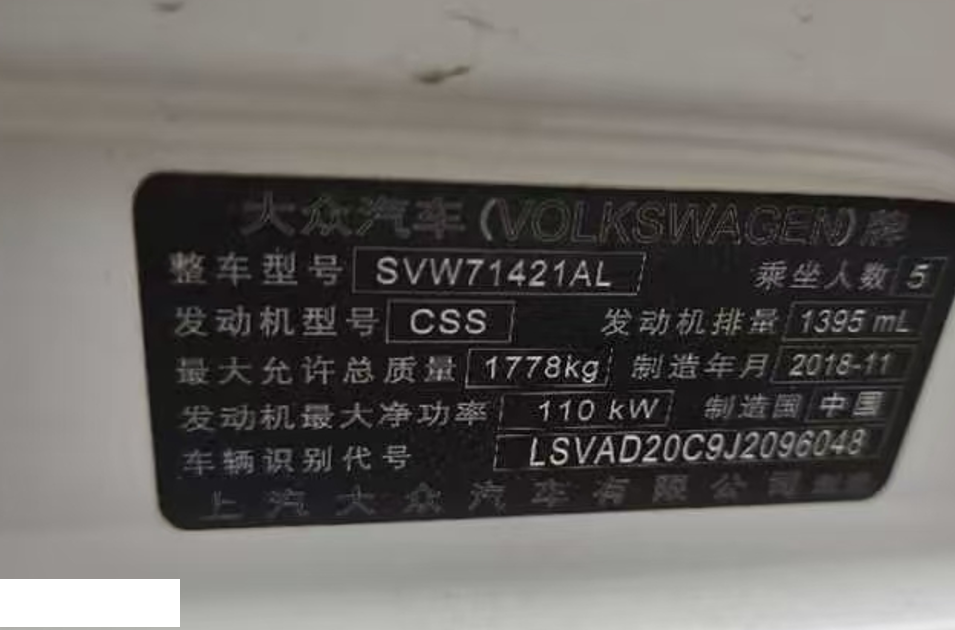 大众汽车(VOLKSWAGEN)牌
整车型号 SVW71421AL 乘坐人数 5
发动机型号 CSS 发动机排量 1395 mL
最大允许总质量 1778kg 制造年月 2018-11
发动机最大净功率 110 kW 制造国 中国
车辆识别代号 LSVAD20C9J2096048
上汽大众汽车有限公司制造